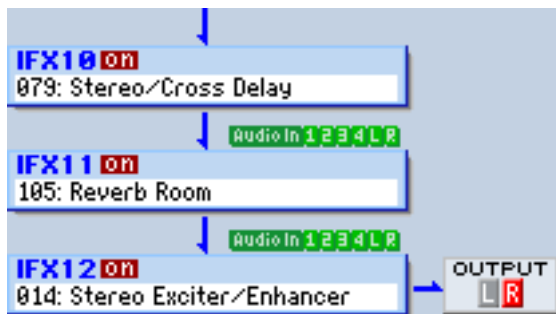 IFX10 on
079: Stereo/Cross Delay
Audio In 1 2 3 4 L R
IFX11 on
105: Reverb Room
Audio In 1 2 3 4 L R
IFX12 on
014: Stereo Exciter/Enhancer
OUTPUT
L R